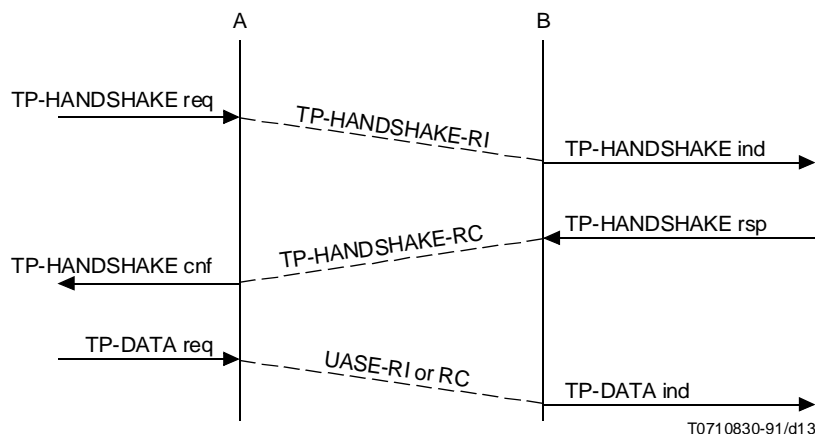 A B
TP-HANDSHAKE req
TP-HANDSHAKE-RI
TP-HANDSHAKE ind
TP-HANDSHAKE rsp
TP-HANDSHAKE-RC
TP-HANDSHAKE cnf
TP-DATA req
UASE-RI or RC
TP-DATA ind
T0710830-91/d13